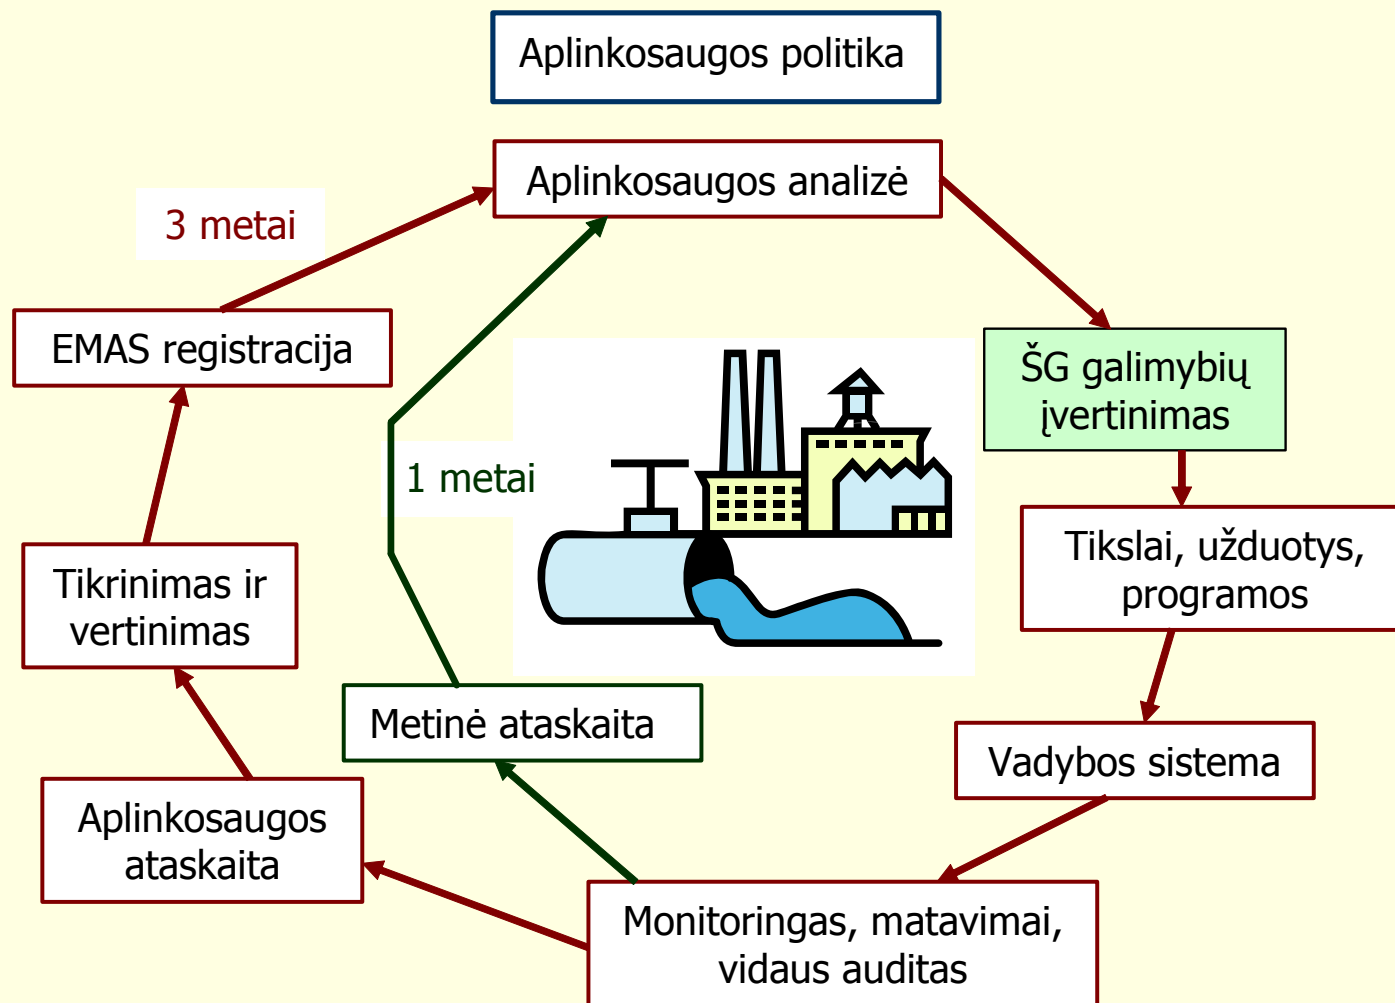 Aplinkosaugos politika
Aplinkosaugos analizė
3 metai
EMAS registracija
ŠG galimybių
įvertinimas
1 metai
Tikslai, užduotys,
programos
Tikrinimas ir
vertinimas
Metinė ataskaita
Vadybos sistema
Aplinkosaugos
ataskaita
Monitoringas, matavimai,
vidaus auditas